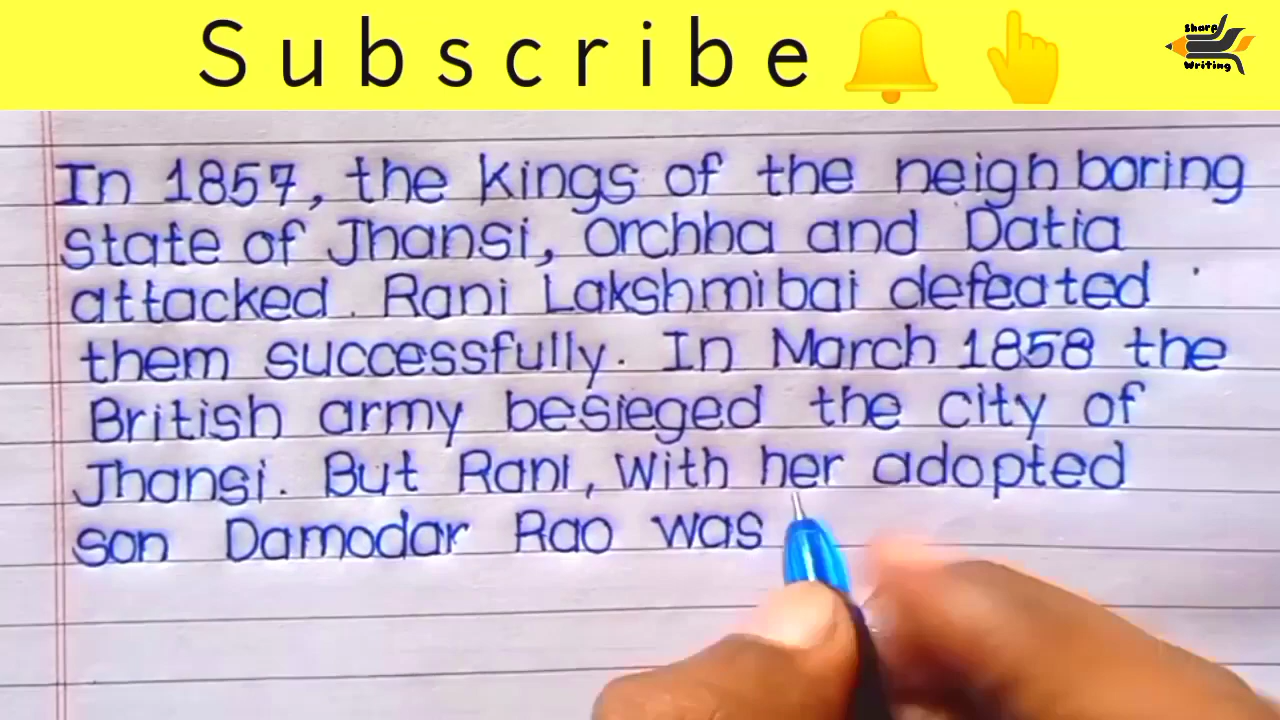 Subscribe
Sharp
Writing
In 1857, the kings of the neighboring
state of Jhansi, Orchha and Datia
attacked. Rani Lakshmibai defeated
them successfully. In March 1858 the
British army besieged the city of
Jhansi. But Rani, with her adopted
son Damodar Rao was